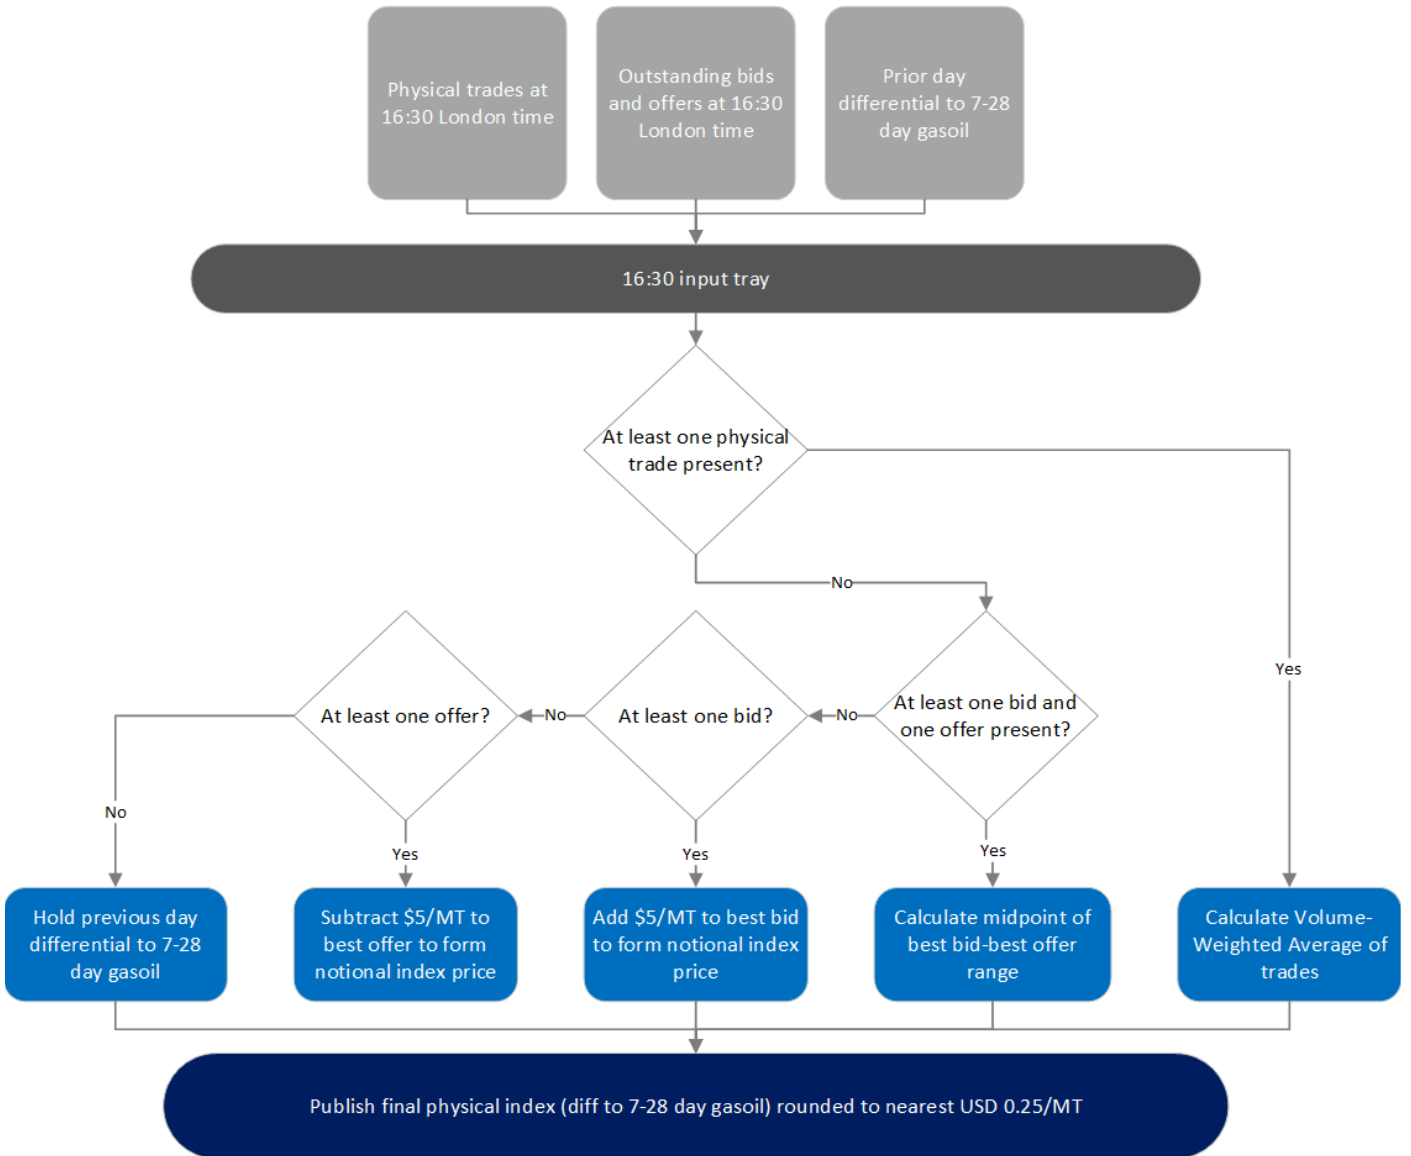 Physical trades at
16:30 London time
Outstanding bids
and offers at 16:30
London time
Prior day
differential to 7-28
day gasoil
16:30 input tray
At least one physical
trade present?
No
Yes
At least one offer?
No
At least one bid?
No
At least one bid and
one offer present?
No
Yes
Yes
Yes
Hold previous day
differential to 7-28
day gasoil
Subtract $5/MT to
best offer to form
notional index price
Add $5/MT to best bid
to form notional index
price
Calculate midpoint of
best bid-best offer
range
Calculate Volume-
Weighted Average of
trades
Publish final physical index (diff to 7-28 day gasoil) rounded to nearest USD 0.25/MT